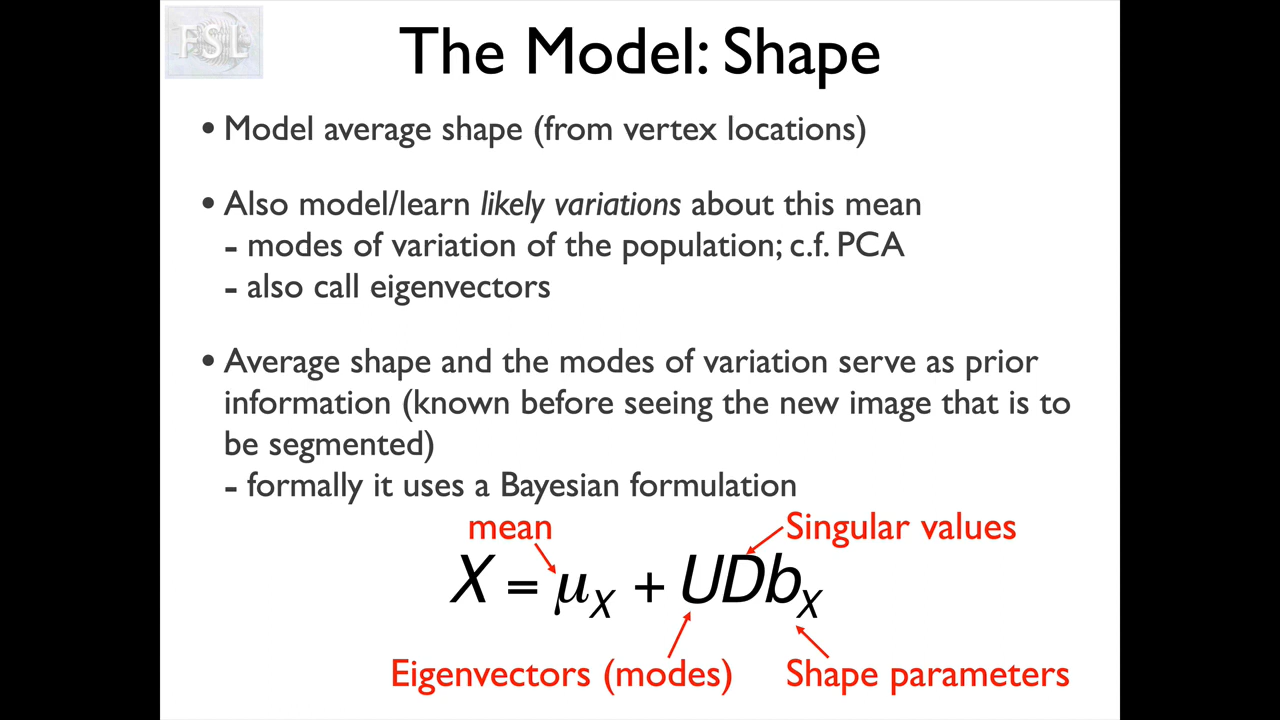 FSL
The Model: Shape
• Model average shape (from vertex locations)
• Also model/learn likely variations about this mean
- modes of variation of the population; c.f. PCA
- also call eigenvectors
• Average shape and the modes of variation serve as prior
information (known before seeing the new image that is to
be segmented)
- formally it uses a Bayesian formulation
mean
Singular values
X = μX + UDbX
Eigenvectors (modes)
Shape parameters